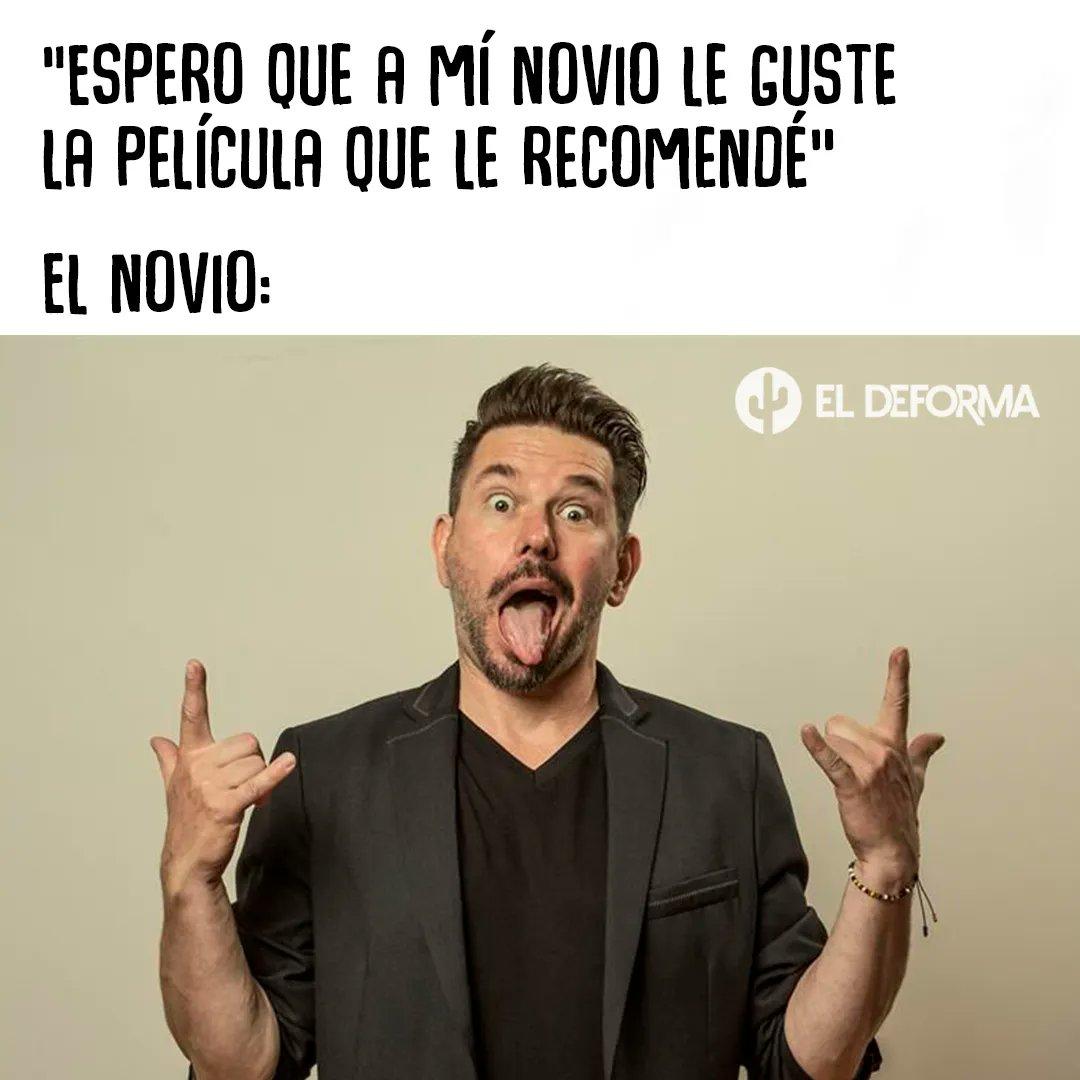 "ESPERO QUE A MÍ NOVIO LE GUSTE
LA PELÍCULA QUE LE RECOMENDÉ"
EL NOVIO:
EL DEFORMA